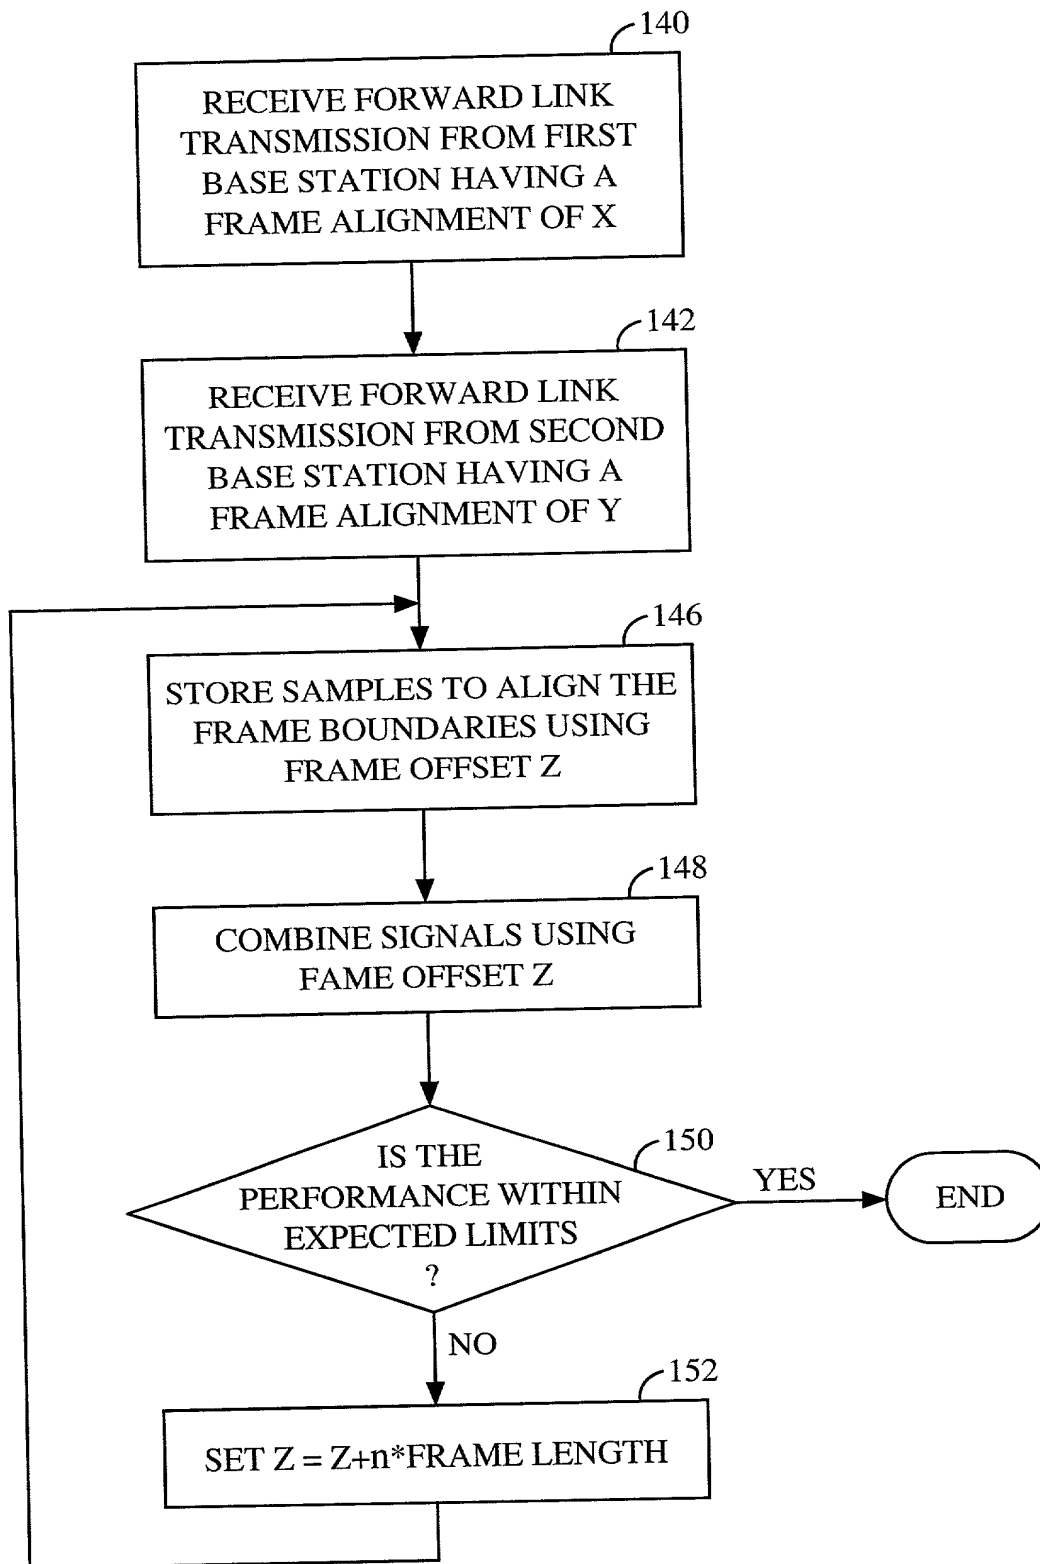 140
RECEIVE FORWARD LINK
TRANSMISSION FROM FIRST
BASE STATION HAVING A
FRAME ALIGNMENT OF X
142
RECEIVE FORWARD LINK
TRANSMISSION FROM SECOND
BASE STATION HAVING A
FRAME ALIGNMENT OF Y
146
STORE SAMPLES TO ALIGN THE
FRAME BOUNDARIES USING
FRAME OFFSET Z
148
COMBINE SIGNALS USING
FAME OFFSET Z
150
IS THE
PERFORMANCE WITHIN
EXPECTED LIMITS
?
YES
END
NO
152
SET Z = Z+n*FRAME LENGTH